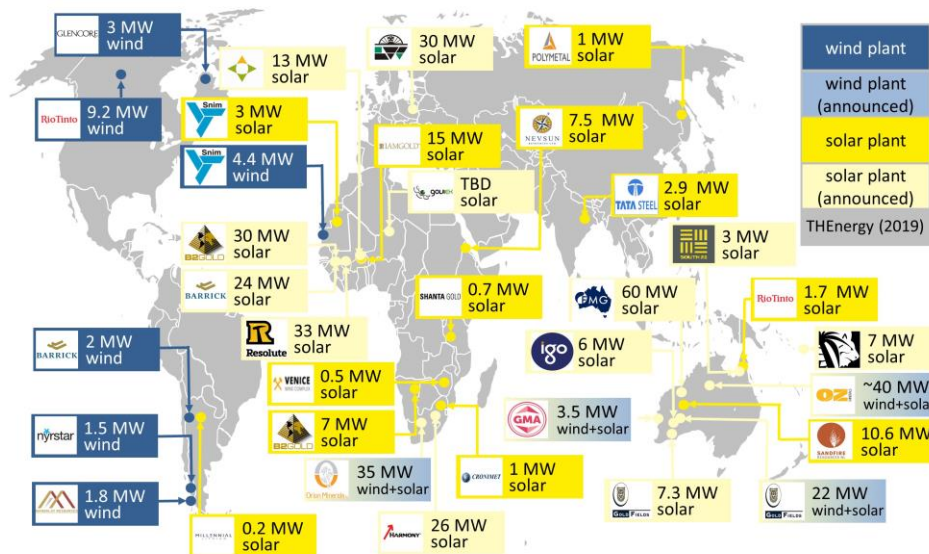 GLENCORE
3 MW
wind
RioTinto
9.2 MW
wind
13 MW
solar
Snim
3 MW
solar
Snim
4.4 MW
wind
30 MW
solar
POLYMETAL
1 MW
solar
IAMGOLD
15 MW
solar
NEVSUN
7.5 MW
solar
TBD
solar
TATA STEEL
2.9 MW
solar
wind plant
wind plant
(announced)
solar plant
solar plant
(announced)
THEnergy (2019)
B2GOLD
30 MW
solar
BARRICK
24 MW
solar
3 MW
solar
SHANTA GOLD
0.7 MW
solar
FMG
60 MW
solar
RioTinto
1.7 MW
solar
Resolute
33 MW
solar
BARRICK
2 MW
wind
igo
6 MW
solar
7 MW
solar
VENICE
0.5 MW
solar
OZ
~40 MW
wind+solar
nyrstar
1.5 MW
wind
B2GOLD
7 MW
solar
GMA
3.5 MW
wind+solar
SANDFIRE
10.6 MW
solar
Orion Minerals
35 MW
wind+solar
CRONIMET
1 MW
solar
1.8 MW
wind
MILLENNIAL
0.2 MW
solar
HARMONY
26 MW
solar
GOLD FIELDS
7.3 MW
solar
GOLD FIELDS
22 MW
wind+solar